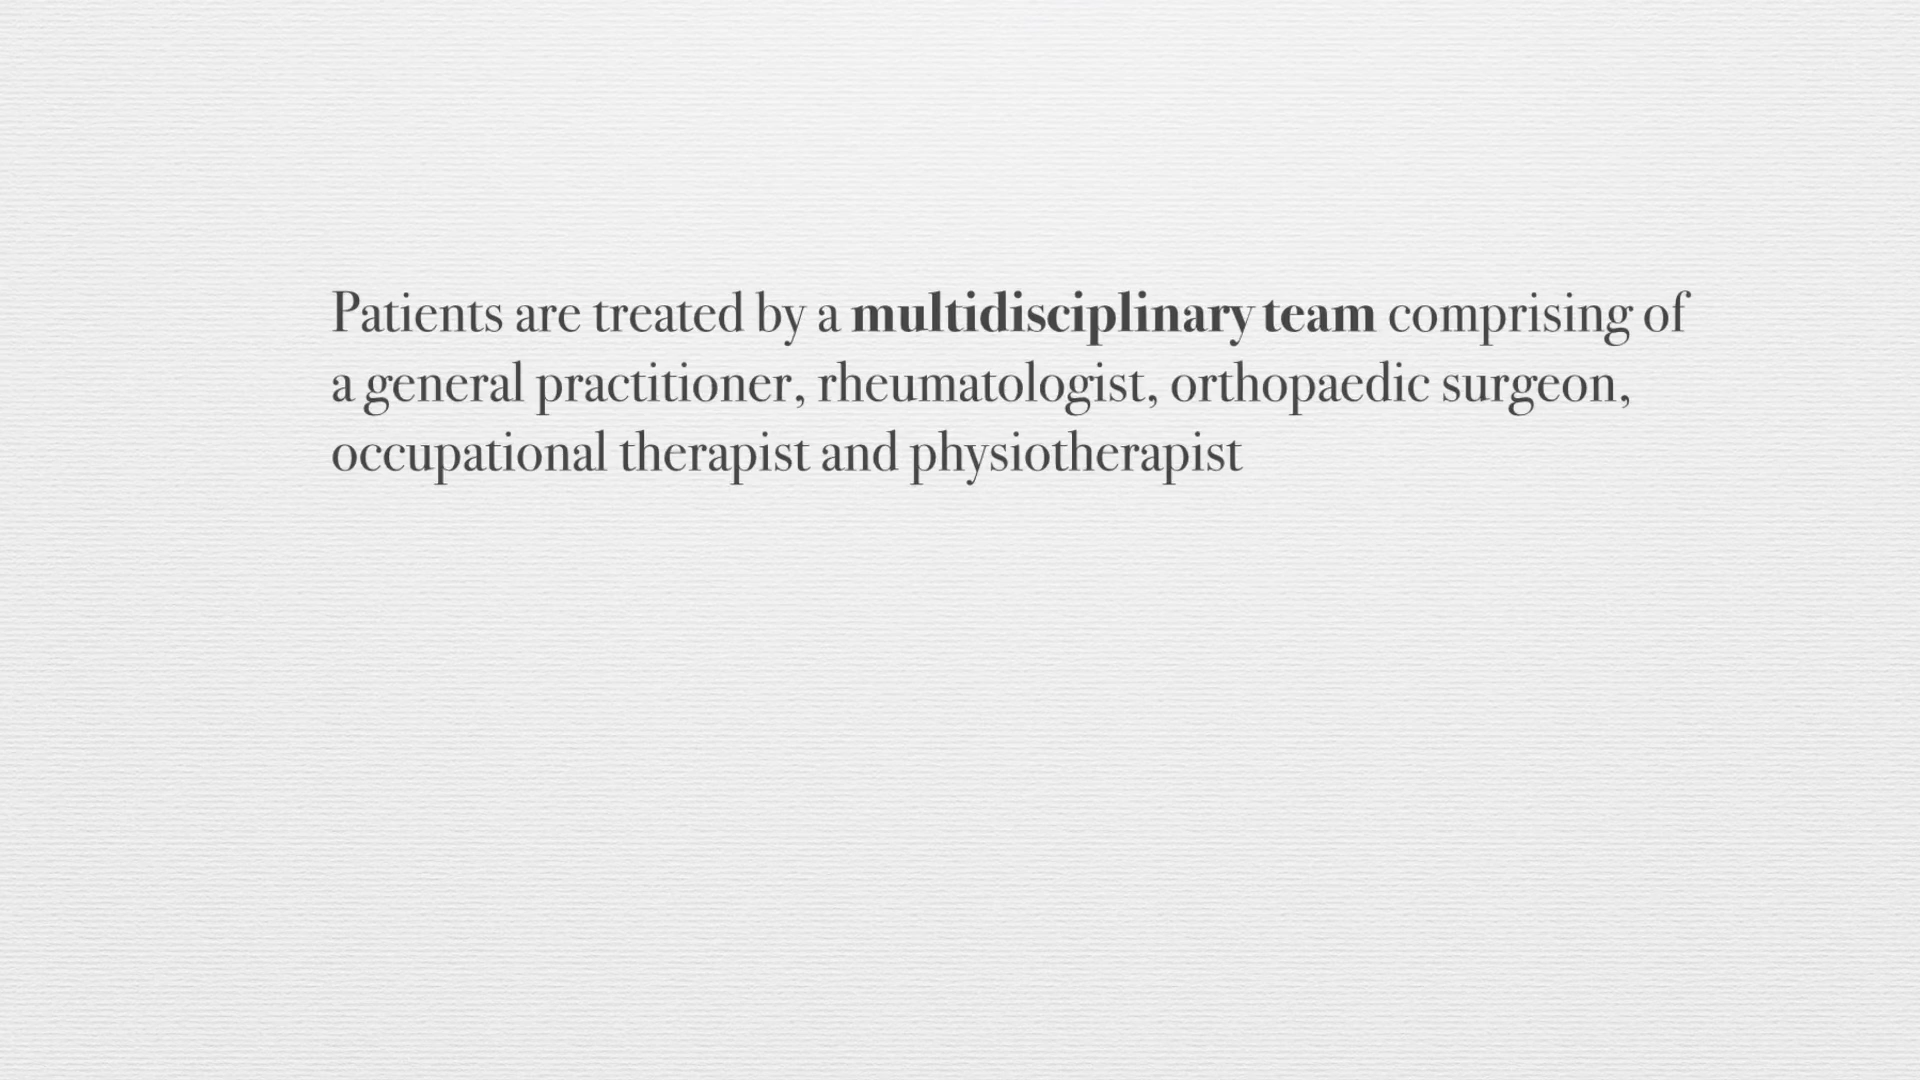 Patients are treated by a multidisciplinary team comprising of
a general practitioner, rheumatologist, orthopaedic surgeon,
occupational therapist and physiotherapist